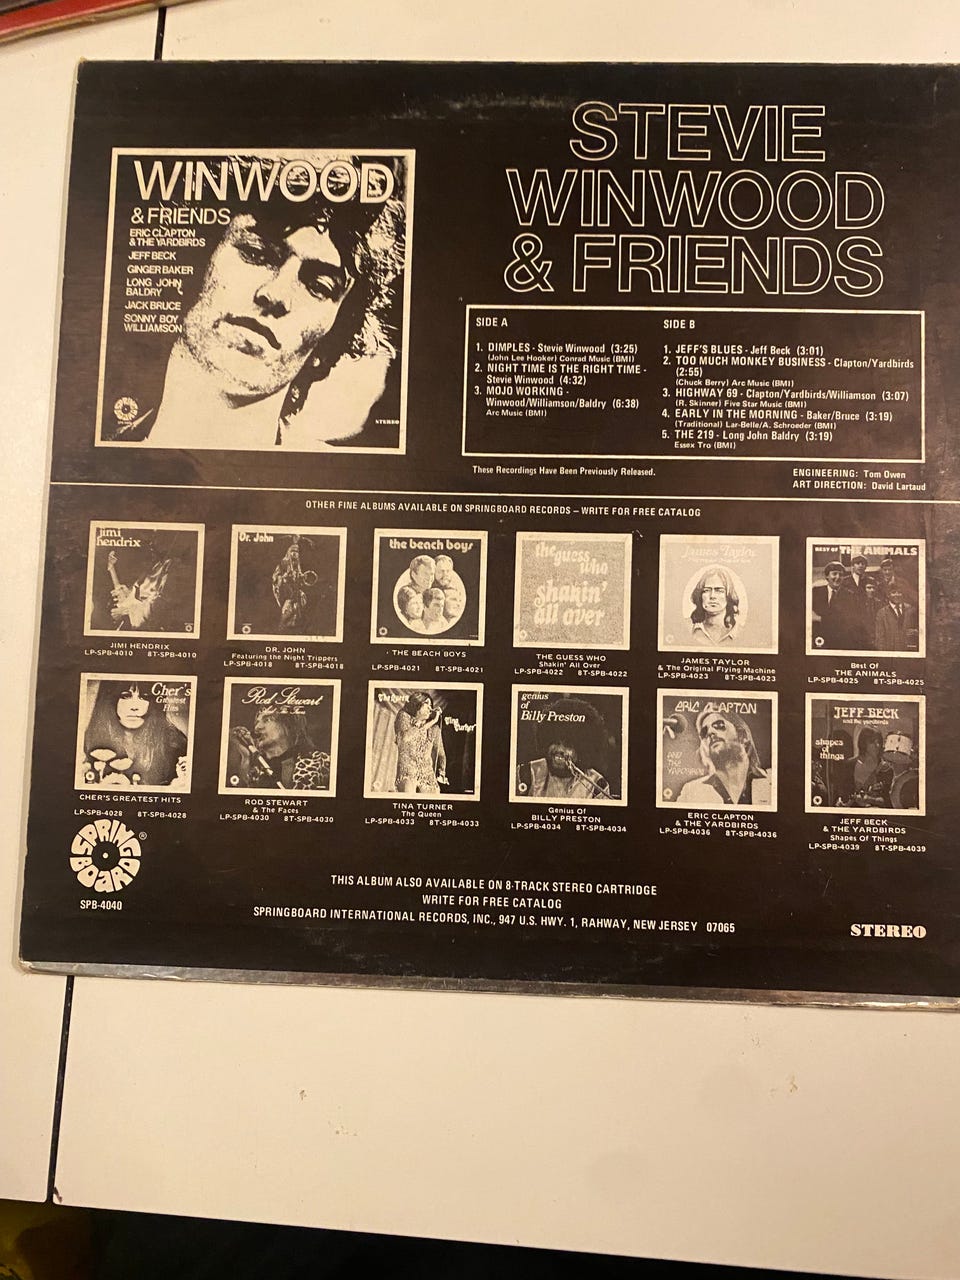 WINWOOD
& FRIENDS
ERIC CLAPTON
& THE YARDBIRDS
JEFF BECK
GINGER BAKER
LONG JOHN
BALDRY
JACK BRUCE
SONNY BOY
WILLIAMSON
STEREO
STEVIE
WINWOOD
& FRIENDS
SIDE A
1. DIMPLES - Stevie Winwood (3:25)
(John Lee Hooker) Conrad Music (BMI)
2. NIGHT TIME IS THE RIGHT TIME -
Stevie Winwood (4:32)
3. MOJO WORKING -
Winwood/Williamson/Baldry (6:38)
Arc Music (BMI)
SIDE B
1. JEFF'S BLUES - Jeff Beck (3:01)
2. TOO MUCH MONKEY BUSINESS - Clapton/Yardbirds
(2:55)
(Chuck Berry) Arc Music (BMI)
3. HIGHWAY 69 - Clapton/Yardbirds/Williamson (3:07)
(R. Skinner) Five Star Music (BMI)
4. EARLY IN THE MORNING - Baker/Bruce (3:19)
(Traditional) Lar-Belle/A. Schroeder (BMI)
5. THE 219 - Long John Baldry (3:19)
Essex Tro (BMI)
These Recordings Have Been Previously Released.
ENGINEERING: Tom Owen
ART DIRECTION: David Lartaud
OTHER FINE ALBUMS AVAILABLE ON SPRINGBOARD RECORDS – WRITE FOR FREE CATALOG
jimi
hendrix
Dr. John
the beach boys
the guess
who
shakin'
all over
James Taylor
BEST OF THE ANIMALS
JIMI HENDRIX
LP-SPB-4010 8T-SPB-4010
DR. JOHN
Featuring the Night Trippers
LP-SPB-4018 8T-SPB-4018
THE BEACH BOYS
LP-SPB-4021 8T-SPB-4021
THE GUESS WHO
Shakin' All Over
LP-SPB-4022 8T-SPB-4022
JAMES TAYLOR
& The Original Flying Machine
LP-SPB-4023 8T-SPB-4023
Best Of
THE ANIMALS
LP-SPB-4025 8T-SPB-4025
Cher's
Greatest
Hits
Rod Stewart
And The Faces
The Queen
Tina Turner
genius
of
Billy Preston
ERIC CLAPTON
AND
THE
YARDBIRDS
JEFF BECK
and the yardbirds
shapes
of
things
CHER'S GREATEST HITS
LP-SPB-4028 8T-SPB-4028
ROD STEWART
& The Faces
LP-SPB-4030 8T-SPB-4030
TINA TURNER
The Queen
LP-SPB-4033 8T-SPB-4033
Genius Of
BILLY PRESTON
LP-SPB-4034 8T-SPB-4034
ERIC CLAPTON
& THE YARDBIRDS
LP-SPB-4036 8T-SPB-4036
JEFF BECK
& THE YARDBIRDS
Shapes Of Things
LP-SPB-4039 8T-SPB-4039
SPRING
BOARD ®
SPB-4040
THIS ALBUM ALSO AVAILABLE ON 8-TRACK STEREO CARTRIDGE
WRITE FOR FREE CATALOG
SPRINGBOARD INTERNATIONAL RECORDS, INC., 947 U.S. HWY. 1, RAHWAY, NEW JERSEY 07065
STEREO